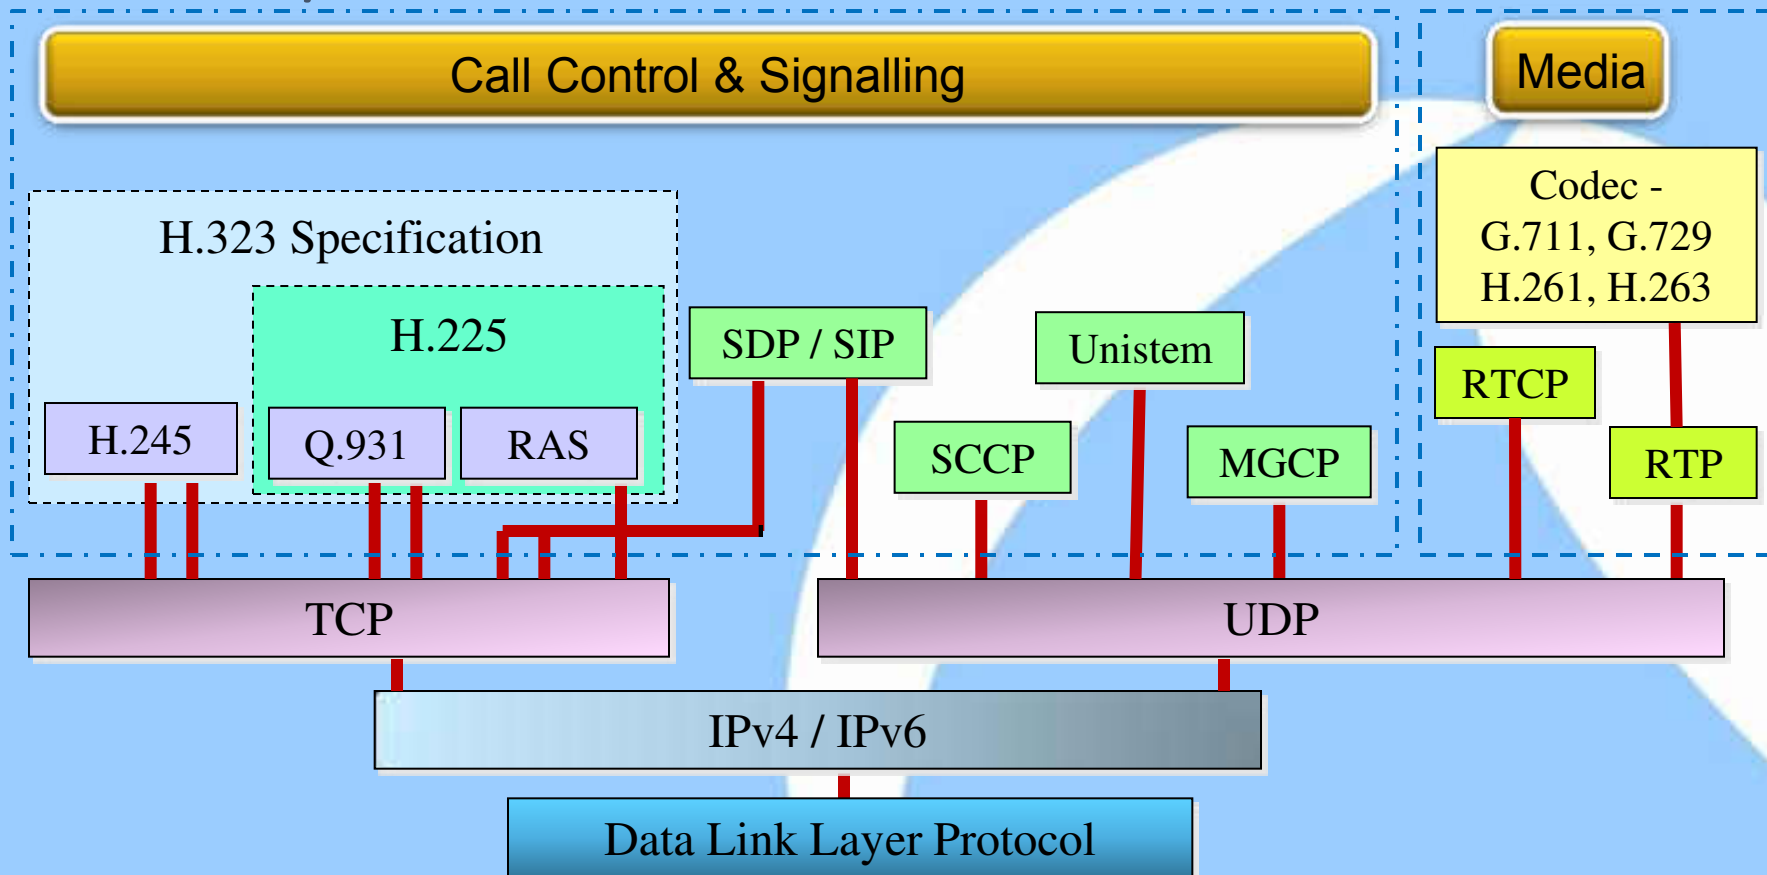 Call Control & Signalling
Media
Codec -
G.711, G.729
H.261, H.263
H.323 Specification
H.225
SDP / SIP
Unistem
RTCP
H.245
Q.931
RAS
SCCP
MGCP
RTP
TCP
UDP
IPv4 / IPv6
Data Link Layer Protocol